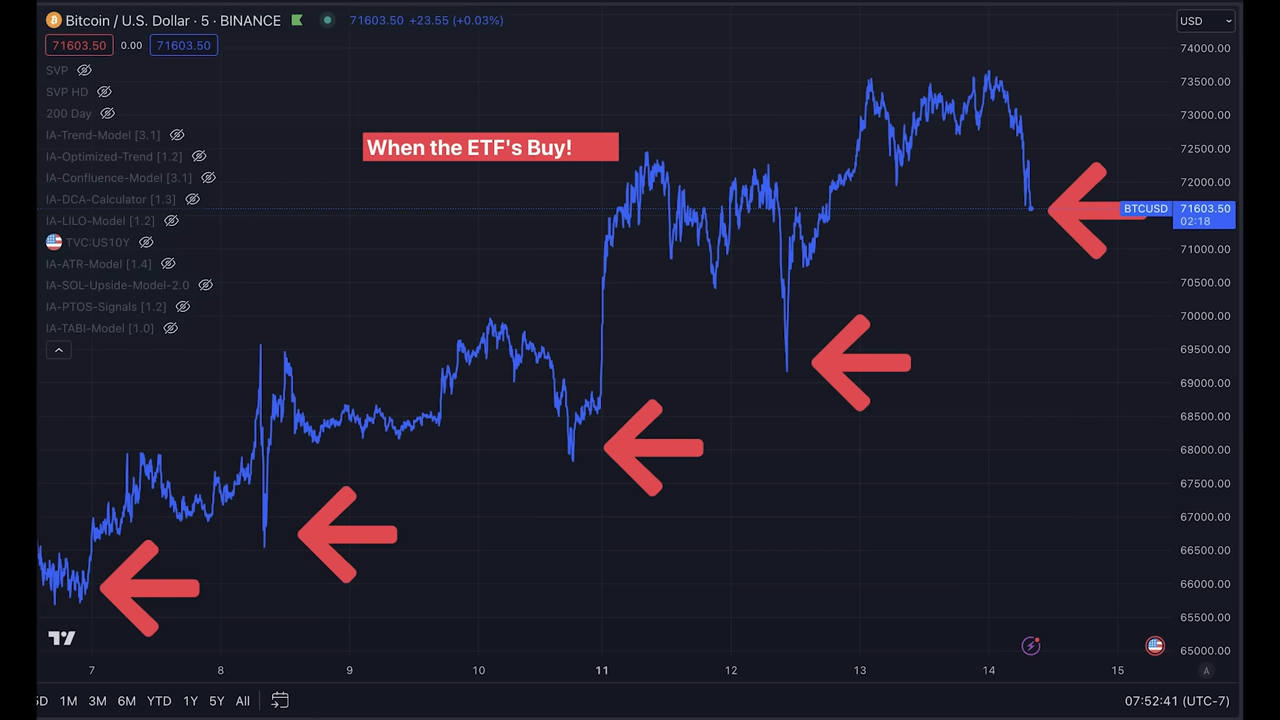 Bitcoin / U.S. Dollar · 5 · BINANCE 71603.50 +23.55 (+0.03%)
USD
71603.50 0.00 71603.50
SVP
SVP HD
200 Day
IA-Trend-Model [3.1]
IA-Optimized-Trend [1.2]
IA-Confluence-Model [3.1]
IA-DCA-Calculator [1.3]
IA-LILO-Model [1.2]
TVC:US10Y
IA-ATR-Model [1.4]
IA-SOL-Upside-Model-2.0
IA-PTOS-Signals [1.2]
IA-TABI-Model [1.0]
When the ETF's Buy!
74000.00
73500.00
73000.00
72500.00
72000.00
BTCUSD 71603.50
02:18
71000.00
70500.00
70000.00
69500.00
69000.00
68500.00
68000.00
67500.00
67000.00
66500.00
66000.00
65500.00
65000.00
7 8 9 10 11 12 13 14 15 A
5D 1M 3M 6M YTD 1Y 5Y All 07:52:41 (UTC-7)